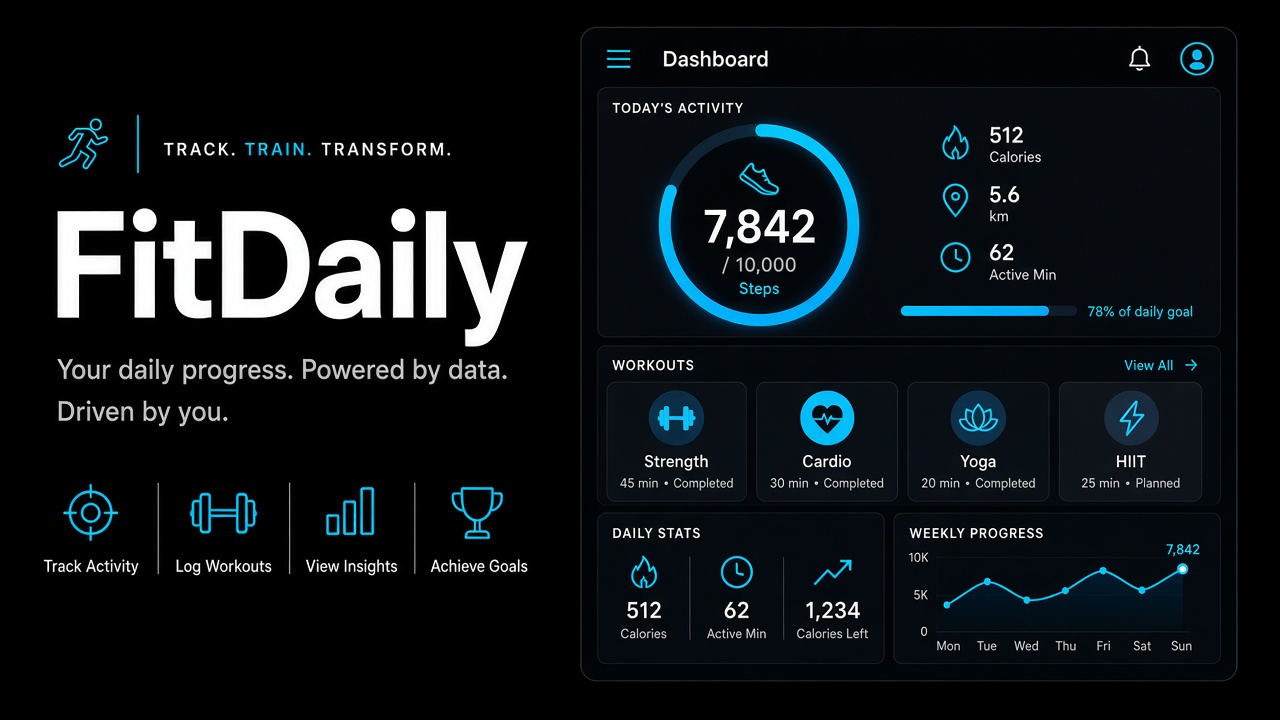 TRACK. TRAIN. TRANSFORM.
FitDaily
Your daily progress. Powered by data.
Driven by you.
Track Activity
Log Workouts
View Insights
Achieve Goals
Dashboard
TODAY'S ACTIVITY
7,842
/ 10,000
Steps
512
Calories
5.6
km
62
Active Min
78% of daily goal
WORKOUTS
View All →
Strength
45 min • Completed
Cardio
30 min • Completed
Yoga
20 min • Completed
HIIT
25 min • Planned
DAILY STATS
512
Calories
62
Active Min
1,234
Calories Left
WEEKLY PROGRESS
7,842
10K
5K
0
Mon Tue Wed Thu Fri Sat Sun